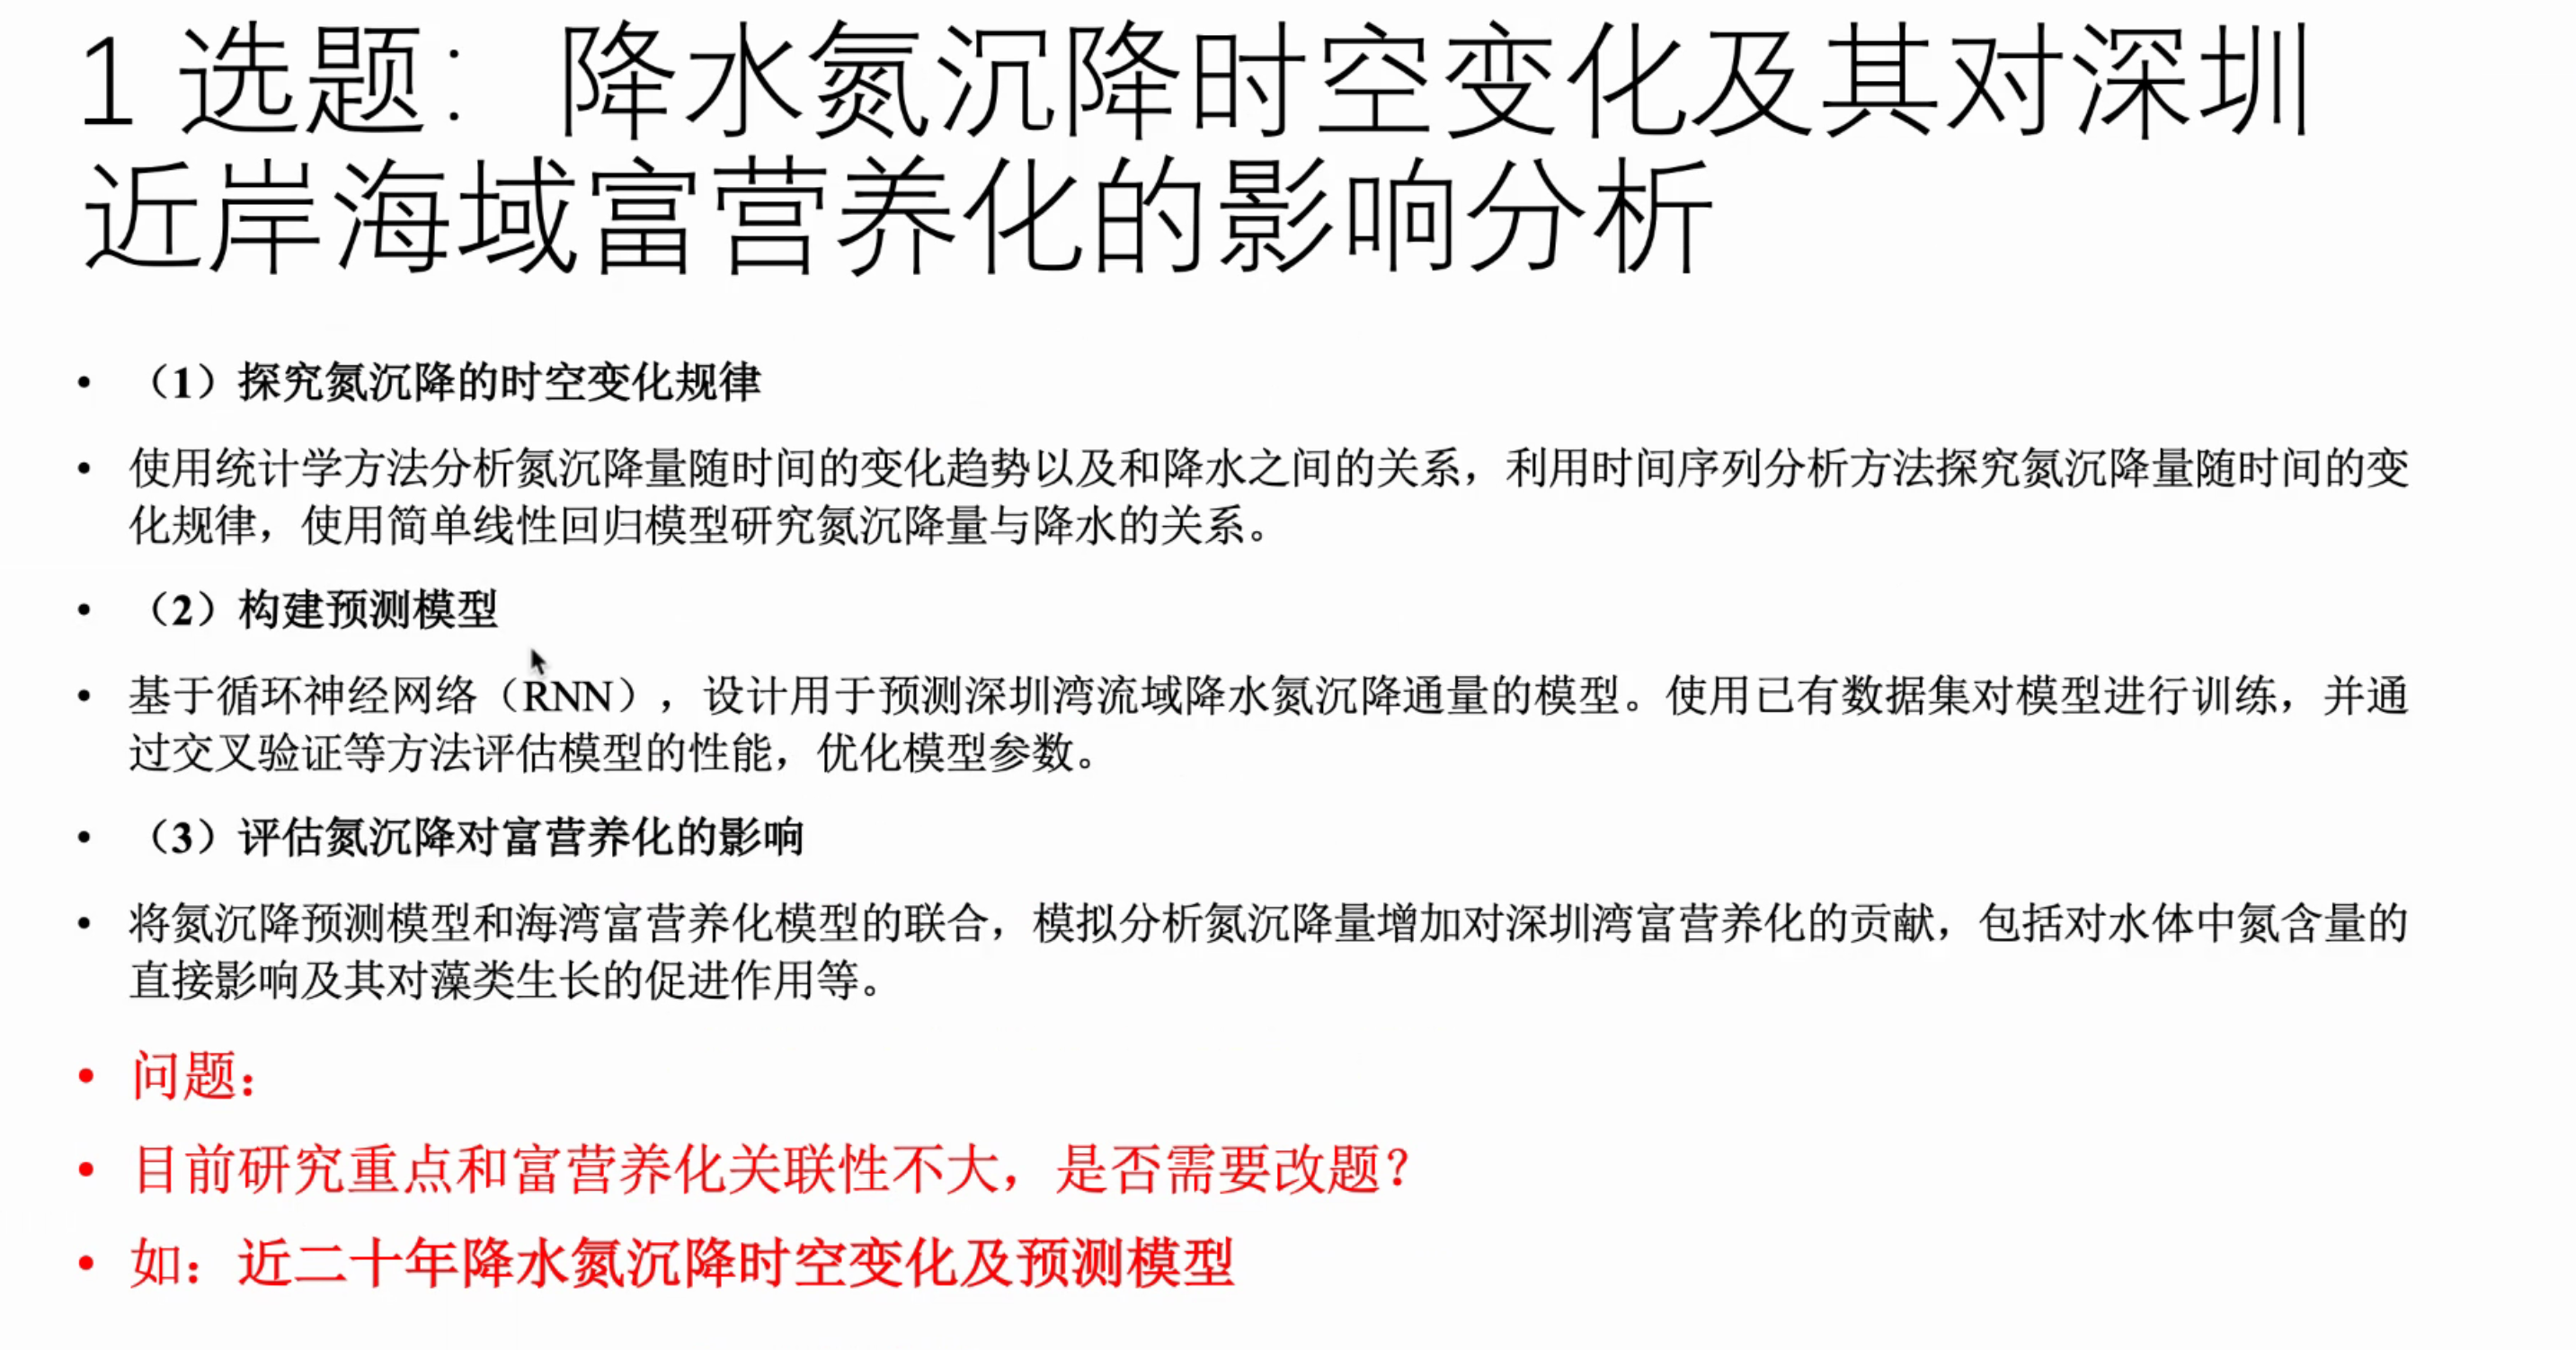 1 选题： 降水氮沉降时空变化及其对深圳
近岸海域富营养化的影响分析
• （1）探究氮沉降的时空变化规律
• 使用统计学方法分析氮沉降量随时间的变化趋势以及和降水之间的关系，利用时间序列分析方法探究氮沉降量随时间的变
化规律，使用简单线性回归模型研究氮沉降量与降水的关系。
• （2）构建预测模型
• 基于循环神经网络（RNN），设计用于预测深圳湾流域降水氮沉降通量的模型。使用已有数据集对模型进行训练，并通
过交叉验证等方法评估模型的性能，优化模型参数。
• （3）评估氮沉降对富营养化的影响
• 将氮沉降预测模型和海湾富营养化模型的联合，模拟分析氮沉降量增加对深圳湾富营养化的贡献，包括对水体中氮含量的
直接影响及其对藻类生长的促进作用等。
• 问题：
• 目前研究重点和富营养化关联性不大，是否需要改题？
• 如：近二十年降水氮沉降时空变化及预测模型